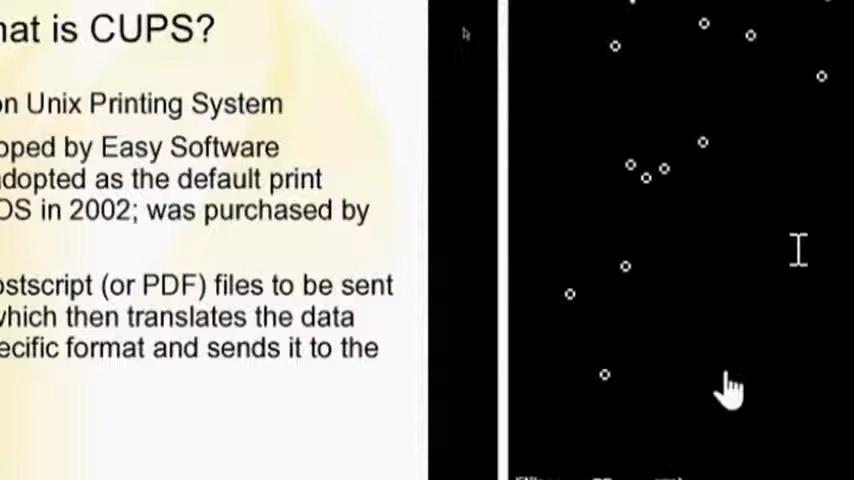 hat is CUPS?
on Unix Printing System
oped by Easy Software
adopted as the default print
OS in 2002; was purchased by
ostscript (or PDF) files to be sent
which then translates the data
ecific format and sends it to the